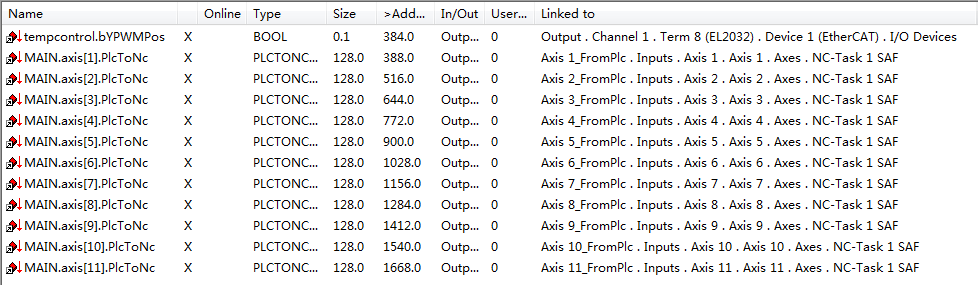 Name Online Type Size >Add... In/Out User... Linked to
tempcontrol.bYPWMPos X BOOL 0.1 384.0 Outp... 0 Output . Channel 1 . Term 8 (EL2032) . Device 1 (EtherCAT) . I/O Devices
MAIN.axis[1].PlcToNc X PLCTONC... 128.0 388.0 Outp... 0 Axis 1_FromPlc . Inputs . Axis 1 . Axis 1 . Axes . NC-Task 1 SAF
MAIN.axis[2].PlcToNc X PLCTONC... 128.0 516.0 Outp... 0 Axis 2_FromPlc . Inputs . Axis 2 . Axis 2 . Axes . NC-Task 1 SAF
MAIN.axis[3].PlcToNc X PLCTONC... 128.0 644.0 Outp... 0 Axis 3_FromPlc . Inputs . Axis 3 . Axis 3 . Axes . NC-Task 1 SAF
MAIN.axis[4].PlcToNc X PLCTONC... 128.0 772.0 Outp... 0 Axis 4_FromPlc . Inputs . Axis 4 . Axis 4 . Axes . NC-Task 1 SAF
MAIN.axis[5].PlcToNc X PLCTONC... 128.0 900.0 Outp... 0 Axis 5_FromPlc . Inputs . Axis 5 . Axis 5 . Axes . NC-Task 1 SAF
MAIN.axis[6].PlcToNc X PLCTONC... 128.0 1028.0 Outp... 0 Axis 6_FromPlc . Inputs . Axis 6 . Axis 6 . Axes . NC-Task 1 SAF
MAIN.axis[7].PlcToNc X PLCTONC... 128.0 1156.0 Outp... 0 Axis 7_FromPlc . Inputs . Axis 7 . Axis 7 . Axes . NC-Task 1 SAF
MAIN.axis[8].PlcToNc X PLCTONC... 128.0 1284.0 Outp... 0 Axis 8_FromPlc . Inputs . Axis 8 . Axis 8 . Axes . NC-Task 1 SAF
MAIN.axis[9].PlcToNc X PLCTONC... 128.0 1412.0 Outp... 0 Axis 9_FromPlc . Inputs . Axis 9 . Axis 9 . Axes . NC-Task 1 SAF
MAIN.axis[10].PlcToNc X PLCTONC... 128.0 1540.0 Outp... 0 Axis 10_FromPlc . Inputs . Axis 10 . Axis 10 . Axes . NC-Task 1 SAF
MAIN.axis[11].PlcToNc X PLCTONC... 128.0 1668.0 Outp... 0 Axis 11_FromPlc . Inputs . Axis 11 . Axis 11 . Axes . NC-Task 1 SAF